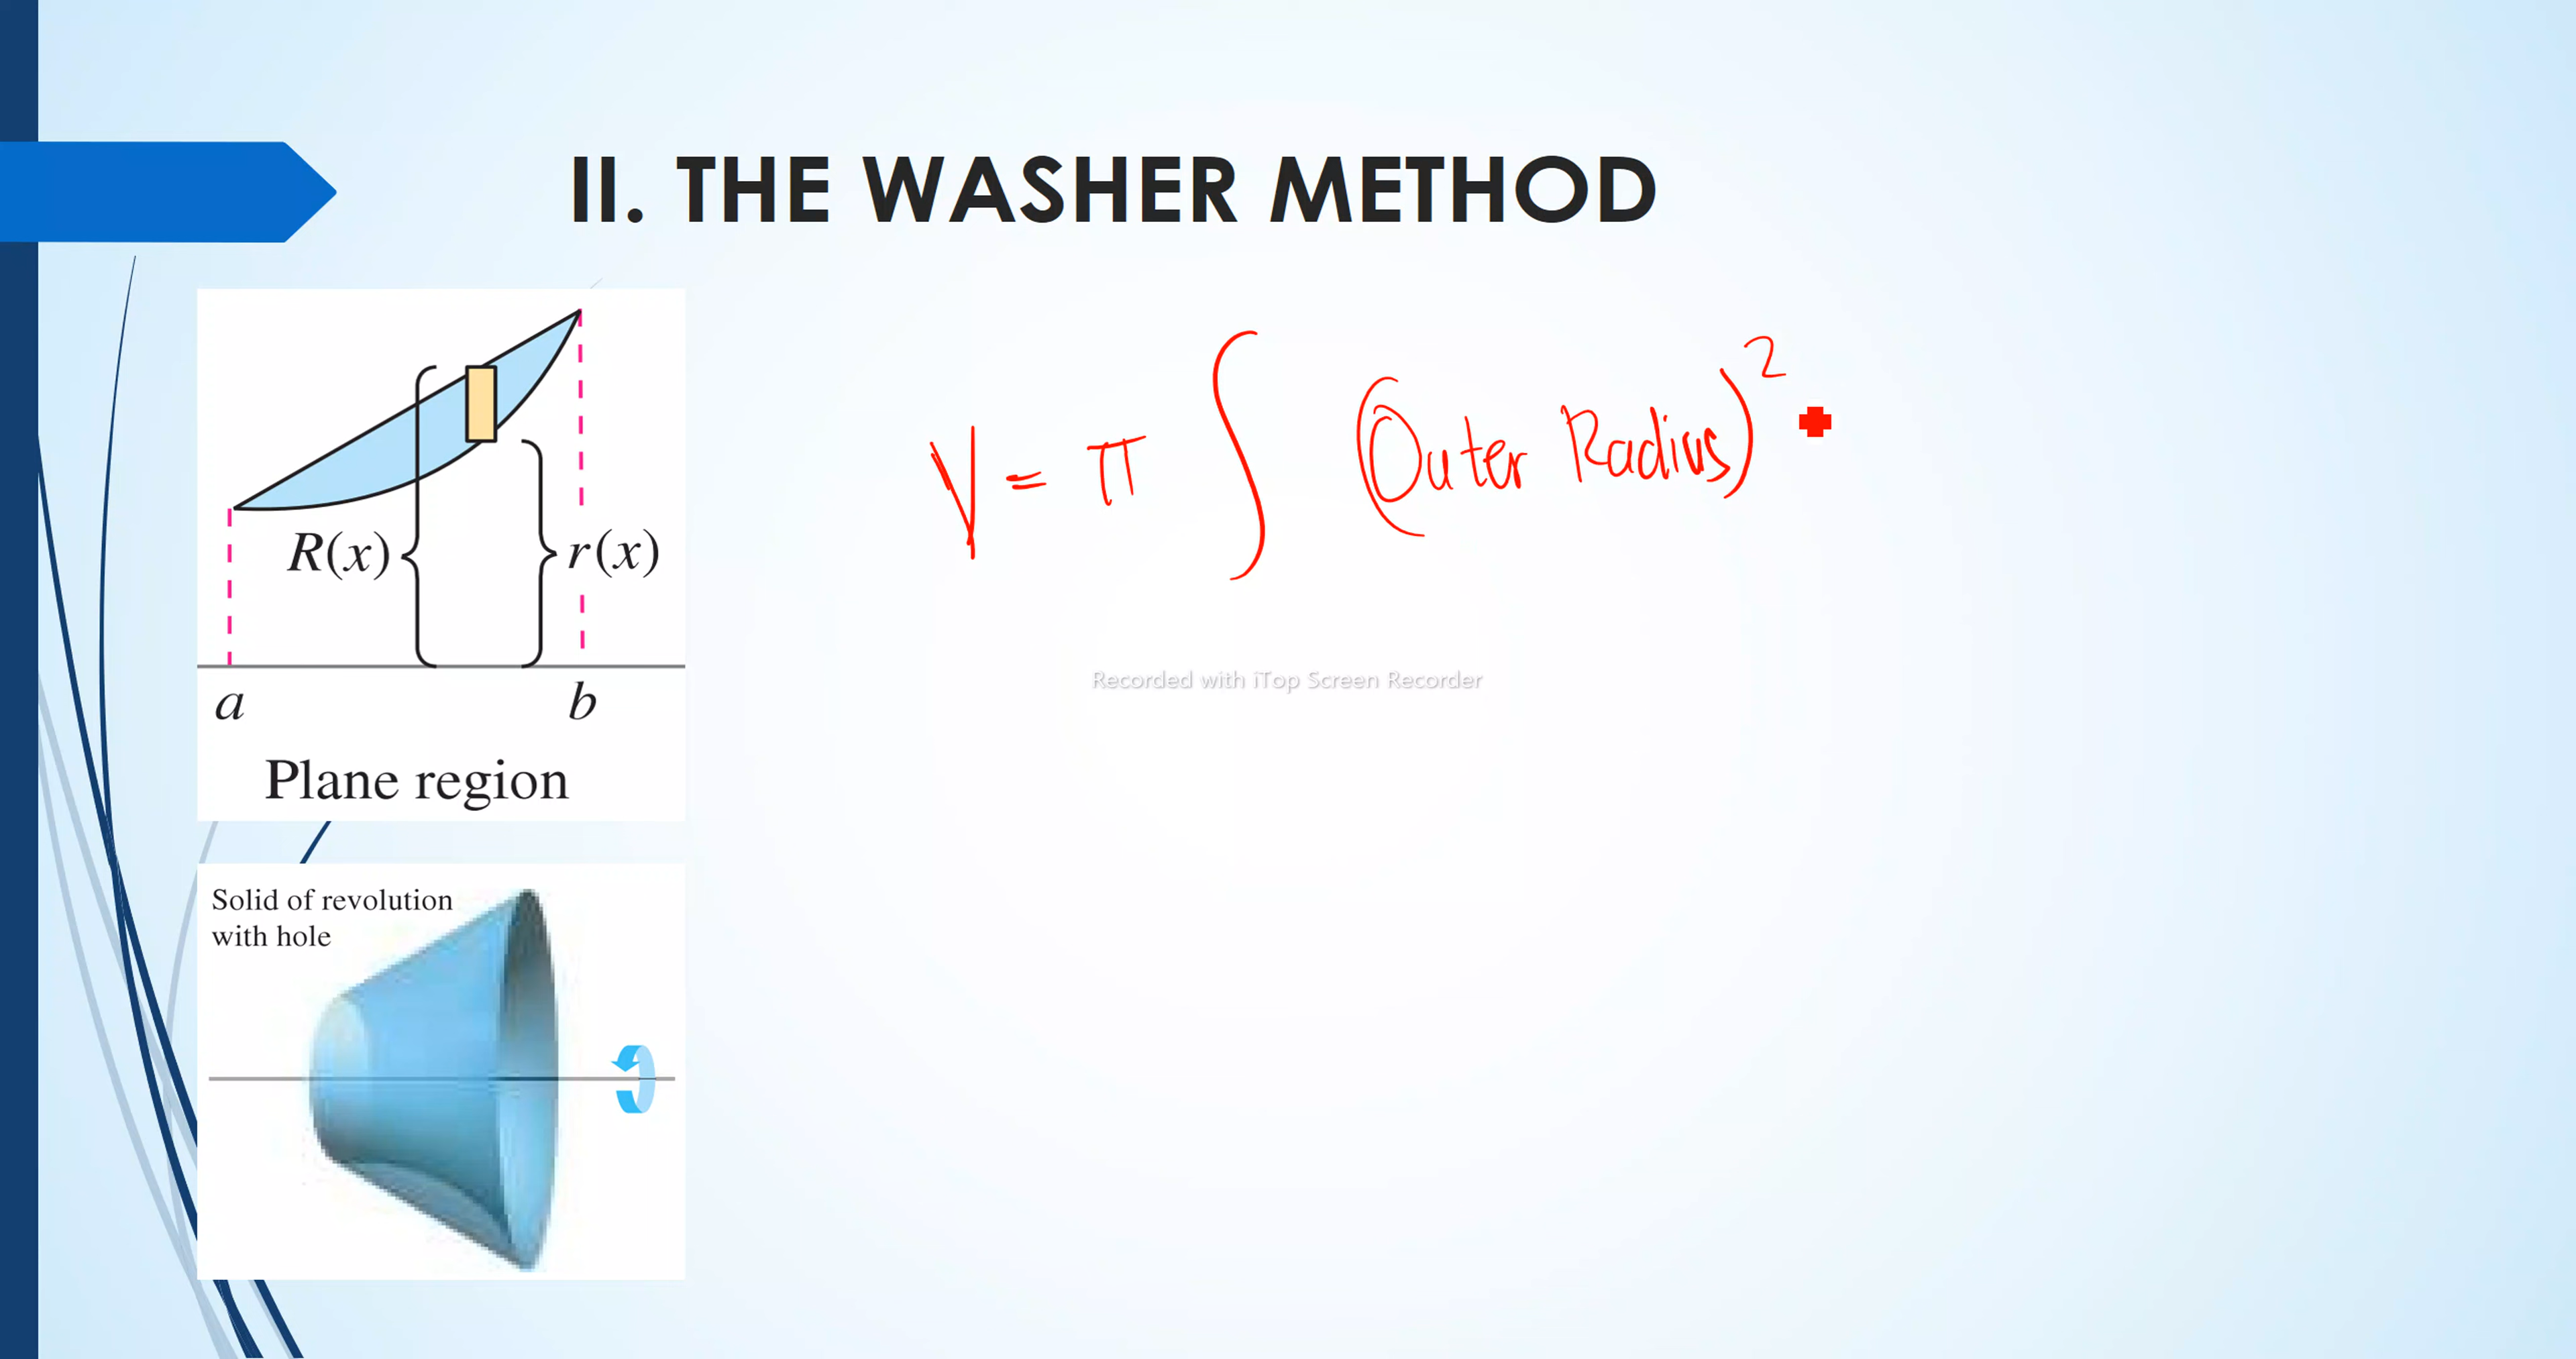 II. THE WASHER METHOD
R(x)
r(x)
a
b
Plane region
Solid of revolution
with hole
V = π ∫ (Outer Radius)²
Recorded with iTop Screen Recorder